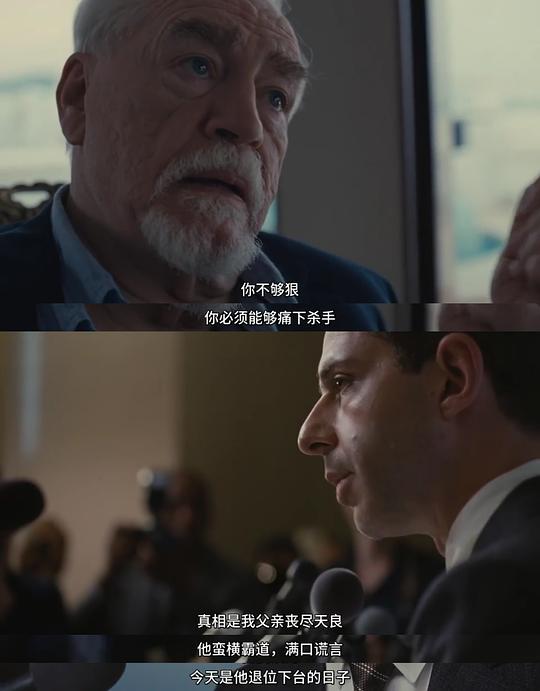 你不够狠
你必须能够痛下杀手
真相是我父亲丧尽天良
他蛮横霸道，满口谎言
今天是他退位下台的日子